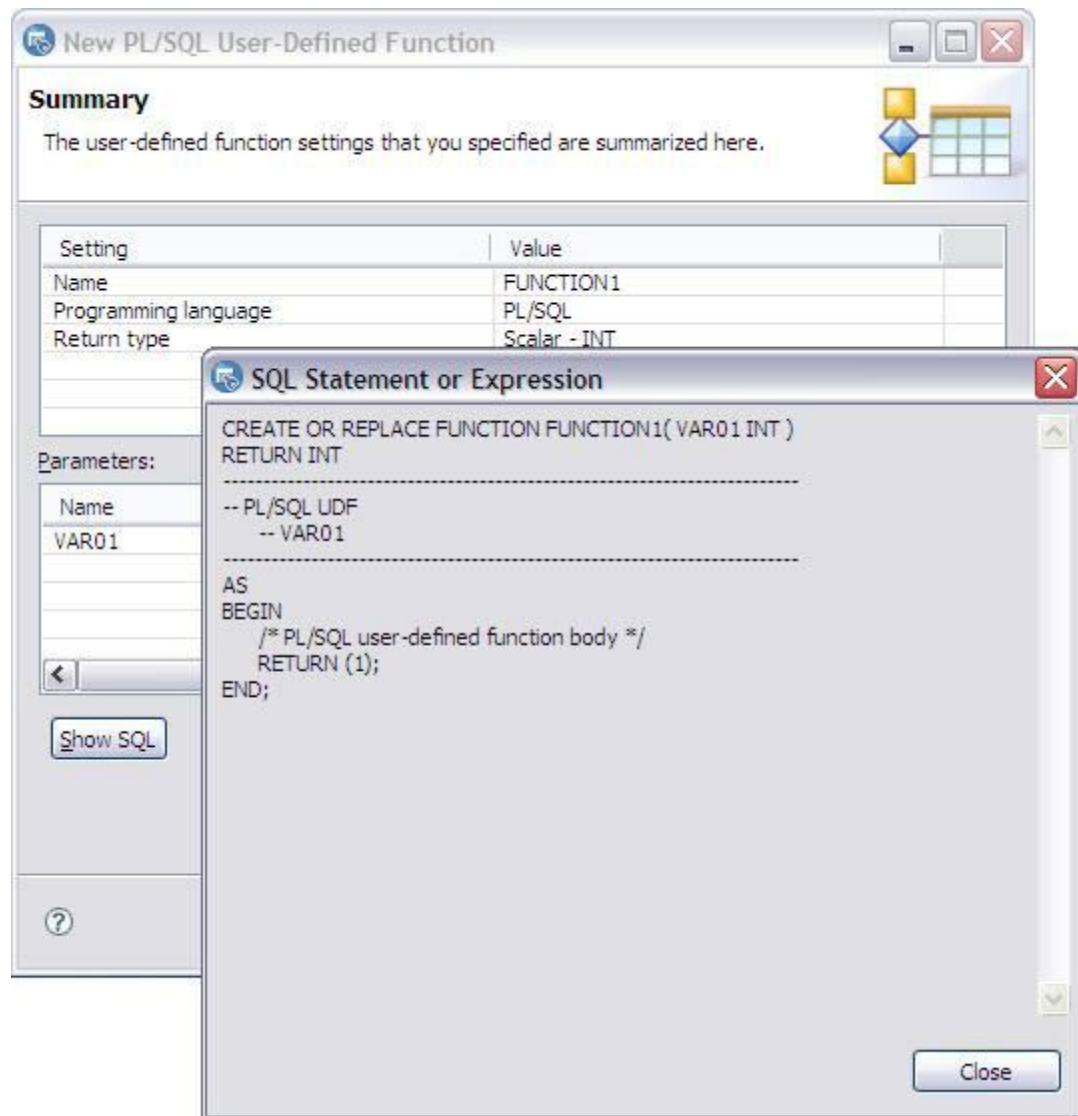 New PL/SQL User-Defined Function
Summary
The user-defined function settings that you specified are summarized here.
Setting Value
Name FUNCTION1
Programming language PL/SQL
Return type Scalar - INT
Parameters:
Name
VAR01
Show SQL
?
SQL Statement or Expression
CREATE OR REPLACE FUNCTION FUNCTION1( VAR01 INT )
RETURN INT
------------------------------------------------------------------------
-- PL/SQL UDF
-- VAR01
------------------------------------------------------------------------
AS
BEGIN
/* PL/SQL user-defined function body */
RETURN (1);
END;
Close